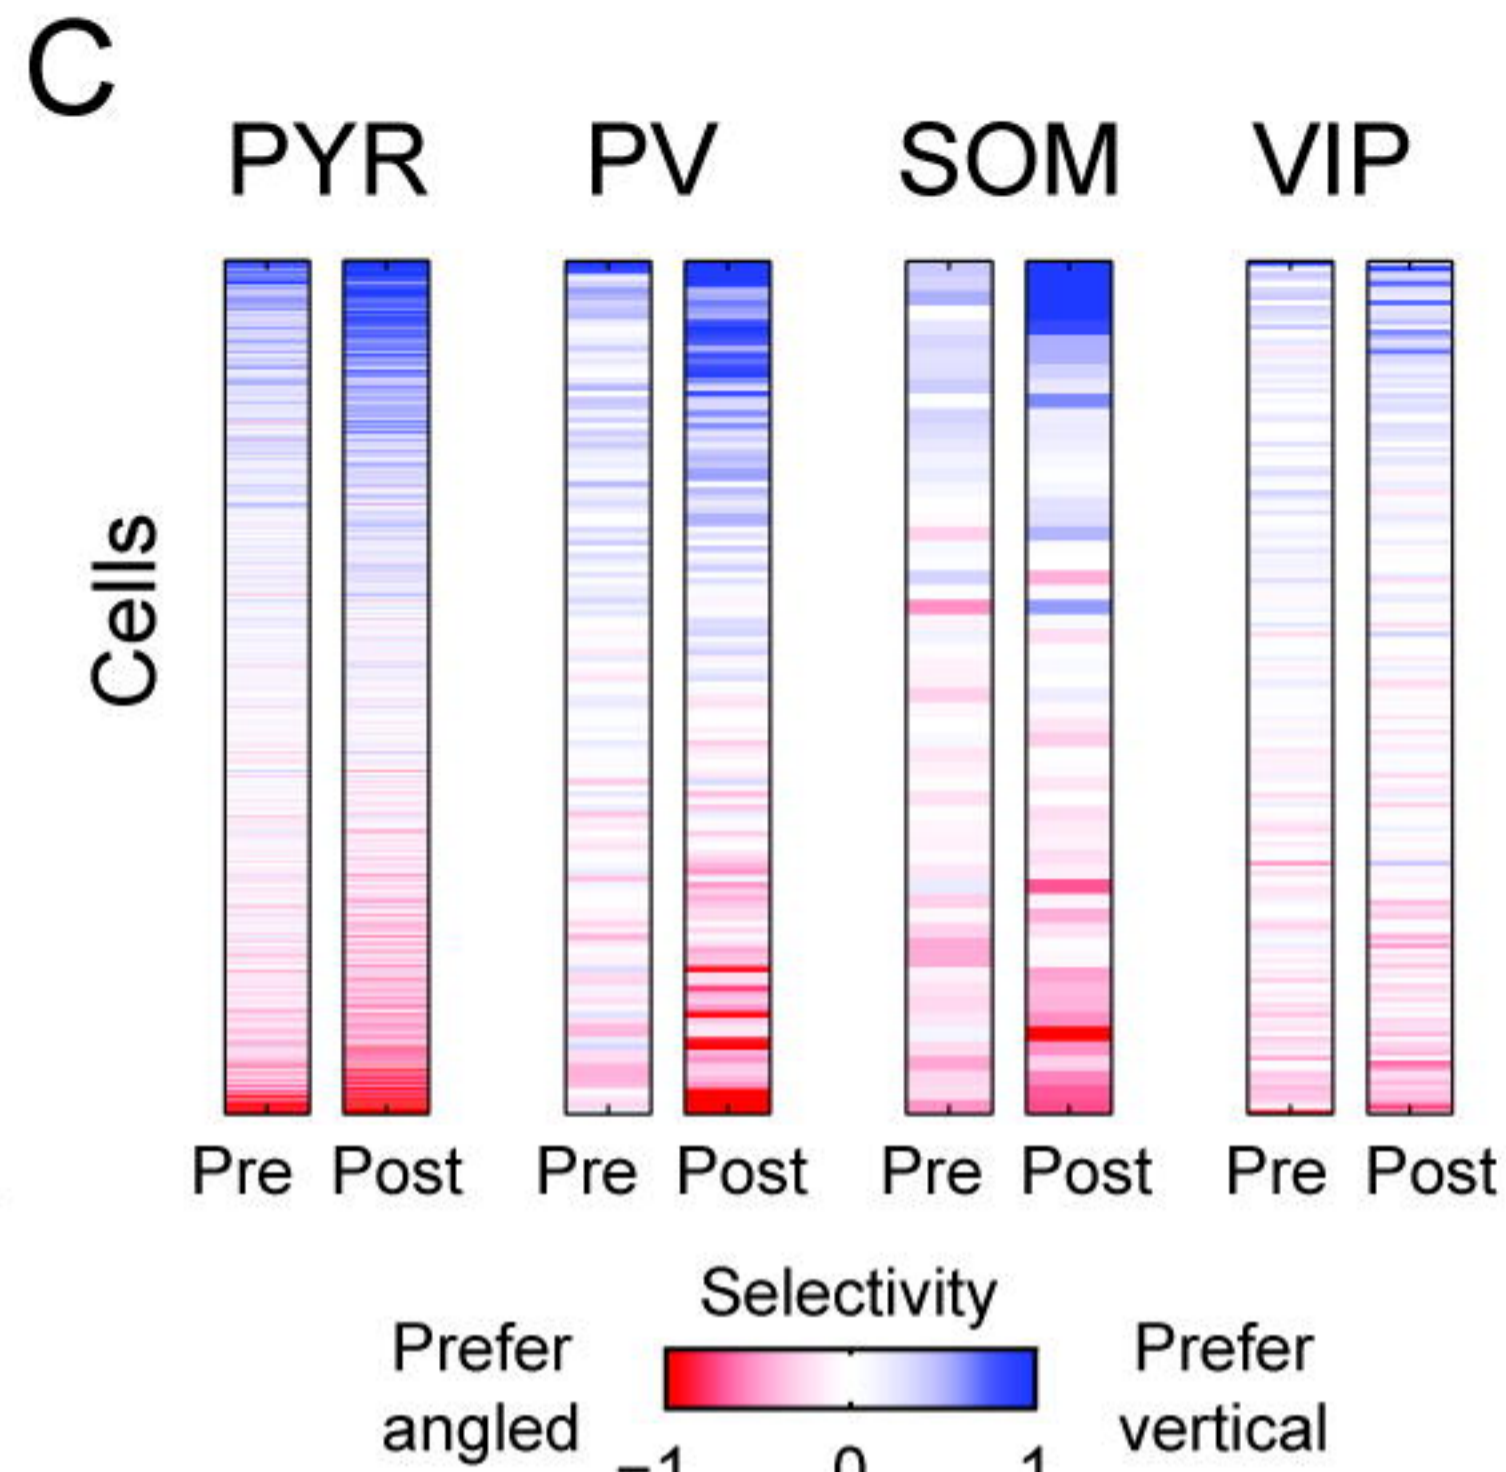 C
PYR PV SOM VIP
Cells
Pre Post Pre Post Pre Post Pre Post
Selectivity
Prefer angled
Prefer vertical
−1 0 1